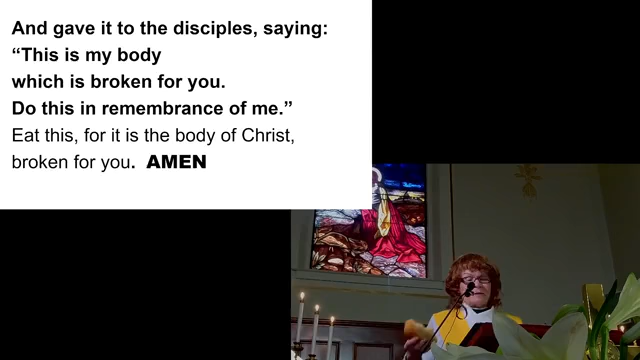 And gave it to the disciples, saying:
“This is my body
which is broken for you.
Do this in remembrance of me.”
Eat this, for it is the body of Christ,
broken for you. AMEN